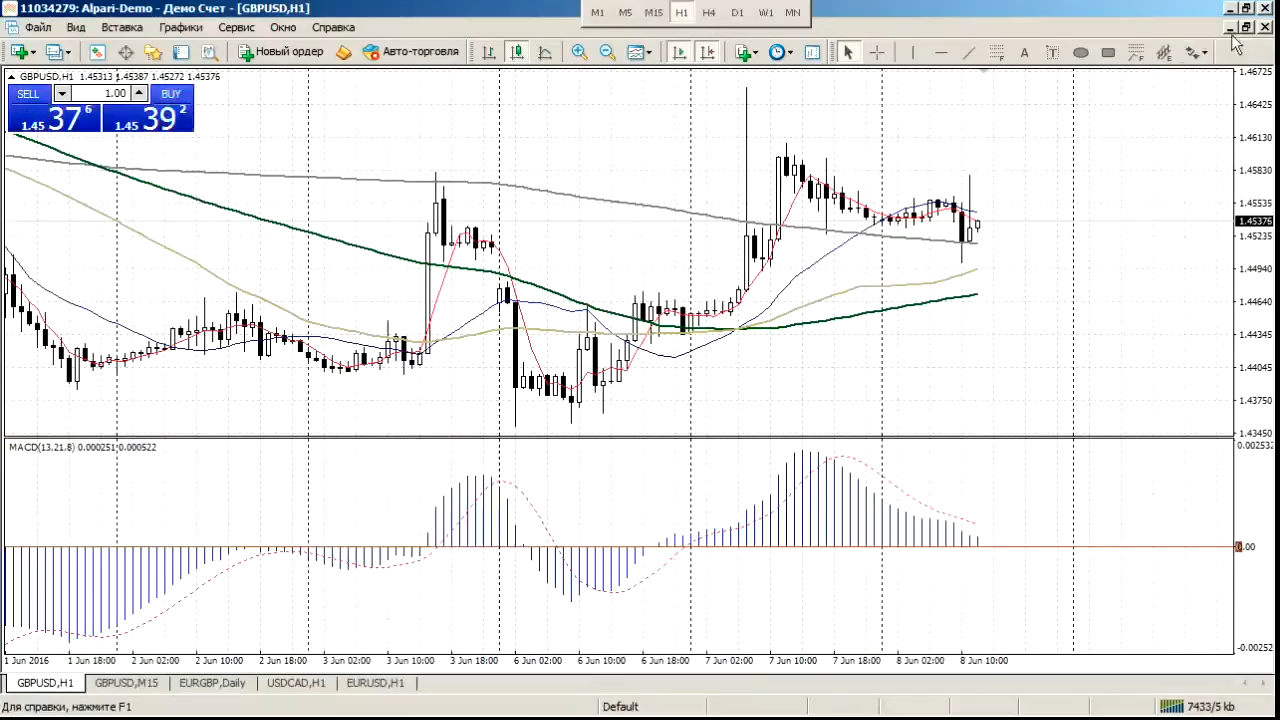 11034279: Alpari-Demo - Демо Счет - [GBPUSD,H1]
M1 M5 M15 H1 H4 D1 W1 MN
Файл Вид Вставка Графики Сервис Окно Справка
Новый ордер Авто-торговля
GBPUSD,H1 1.45313 1.45387 1.45272 1.45376
SELL 1.00 BUY
1.45 37 6 1.45 39 2
1.46725
1.46425
1.46130
1.45830
1.45535
1.45376
1.45235
1.44940
1.44640
1.44345
1.44045
1.43750
1.43450
MACD(13,21,8) 0.000251 0.000522
0.002532
0.00
-0.00252
1 Jun 2016 1 Jun 18:00 2 Jun 02:00 2 Jun 10:00 2 Jun 18:00 3 Jun 02:00 3 Jun 10:00 3 Jun 18:00 6 Jun 02:00 6 Jun 10:00 6 Jun 18:00 7 Jun 02:00 7 Jun 10:00 7 Jun 18:00 8 Jun 02:00 8 Jun 10:00
GBPUSD,H1 GBPUSD,M15 EURGBP,Daily USDCAD,H1 EURUSD,H1
Для справки, нажмите F1 Default 7433/5 kb